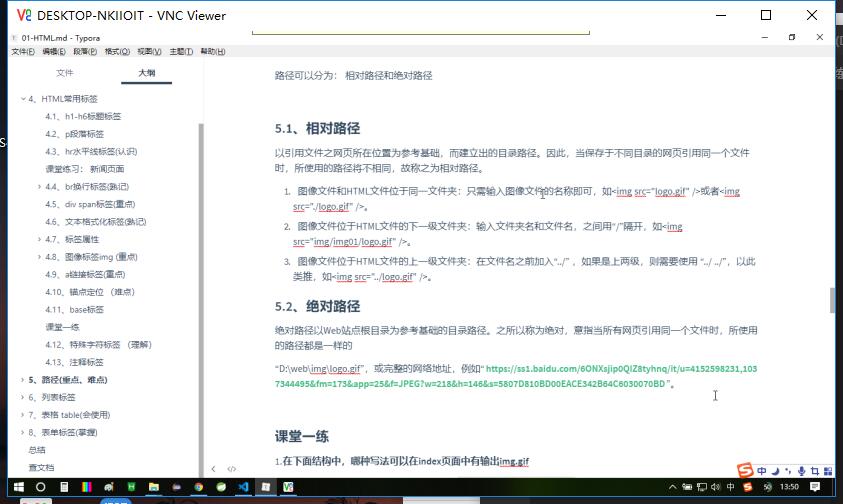 DESKTOP-NKIIOIT - VNC Viewer
01-HTML.md - Typora
文件(F) 编辑(E) 段落(P) 格式(O) 视图(V) 主题(T) 帮助(H)
文件 大纲
4、HTML常用标签
4.1、h1-h6标题标签
4.2、p段落标签
4.3、hr水平线标签(认识)
课堂练习： 新闻页面
4.4、br换行标签(熟记)
4.5、div span标签(重点)
4.6、文本格式化标签(熟记)
4.7、标签属性
4.8、图像标签img (重点)
4.9、a链接标签(重点)
4.10、锚点定位 （难点）
4.11、base标签
课堂一练
4.12、特殊字符标签 （理解）
4.13、注释标签
5、路径(重点、难点)
6、列表标签
7、表格 table(会使用)
8、表单标签(掌握)
总结
查文档
路径可以分为： 相对路径和绝对路径
5.1、相对路径
以引用文件之网页所在位置为参考基础，而建立出的目录路径。因此，当保存于不同目录的网页引用同一个文件
时，所使用的路径将不相同，故称之为相对路径。
1. 图像文件和HTML文件位于同一文件夹：只需输入图像文件的名称即可，如<img src="logo.gif" />或者<img
src="./logo.gif" />。
2. 图像文件位于HTML文件的下一级文件夹：输入文件夹名和文件名，之间用“/”隔开，如<img
src="img/img01/logo.gif" />。
3. 图像文件位于HTML文件的上一级文件夹：在文件名之前加入“../” ，如果是上两级，则需要使用 “../ ../”，以此
类推，如<img src="../logo.gif" />。
5.2、绝对路径
绝对路径以Web站点根目录为参考基础的目录路径。之所以称为绝对，意指当所有网页引用同一个文件时，所使用
的路径都是一样的
“D:\web\img\logo.gif”，或完整的网络地址，例如“https://ss1.baidu.com/6ONXsjip0QIZ8tyhnq/it/u=4152598231,103
7344495&fm=173&app=25&f=JPEG?w=218&h=146&s=5807D810BD00EACE342B64C6030070BD”。
课堂一练
1.在下面结构中，哪种写法可以在index页面中有输出img.gif
中
中
13:50